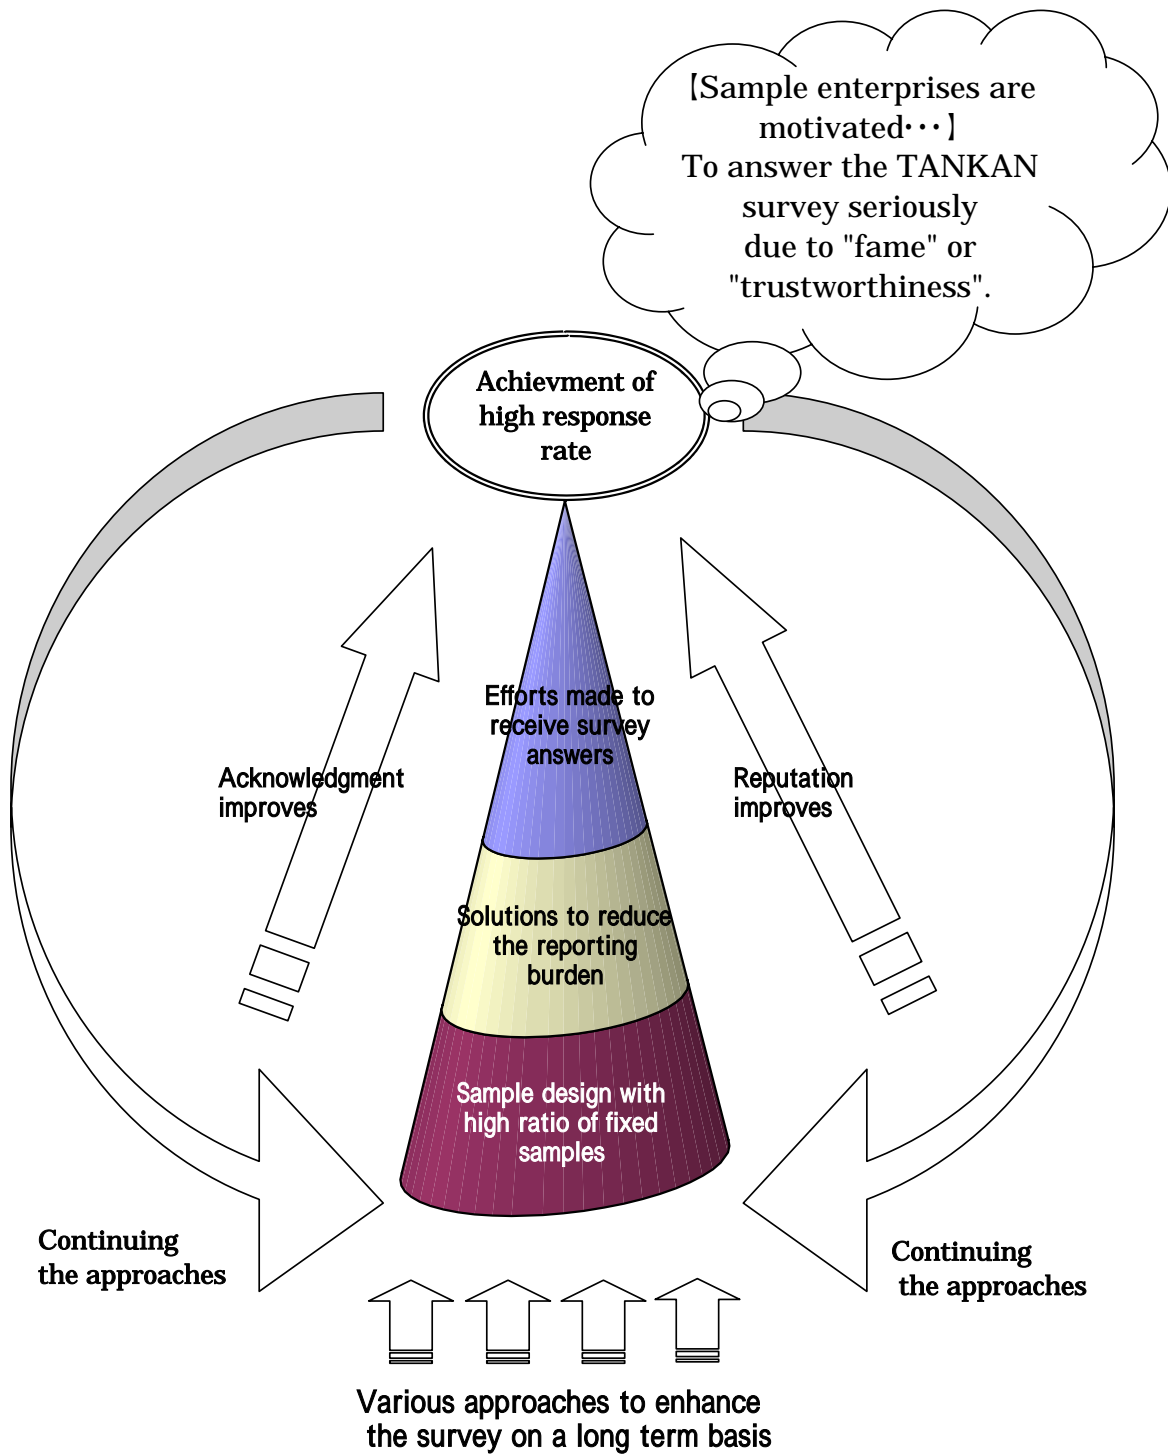 【Sample enterprises are
motivated･･･】
To answer the TANKAN
survey seriously
due to "fame" or
"trustworthiness".
Achievment of
high response
rate
Efforts made to
receive survey
answers
Acknowledgment
improves
Reputation
improves
Solutions to reduce
the reporting
burden
Sample design with
high ratio of fixed
samples
Continuing
the approaches
Continuing
the approaches
Various approaches to enhance
the survey on a long term basis